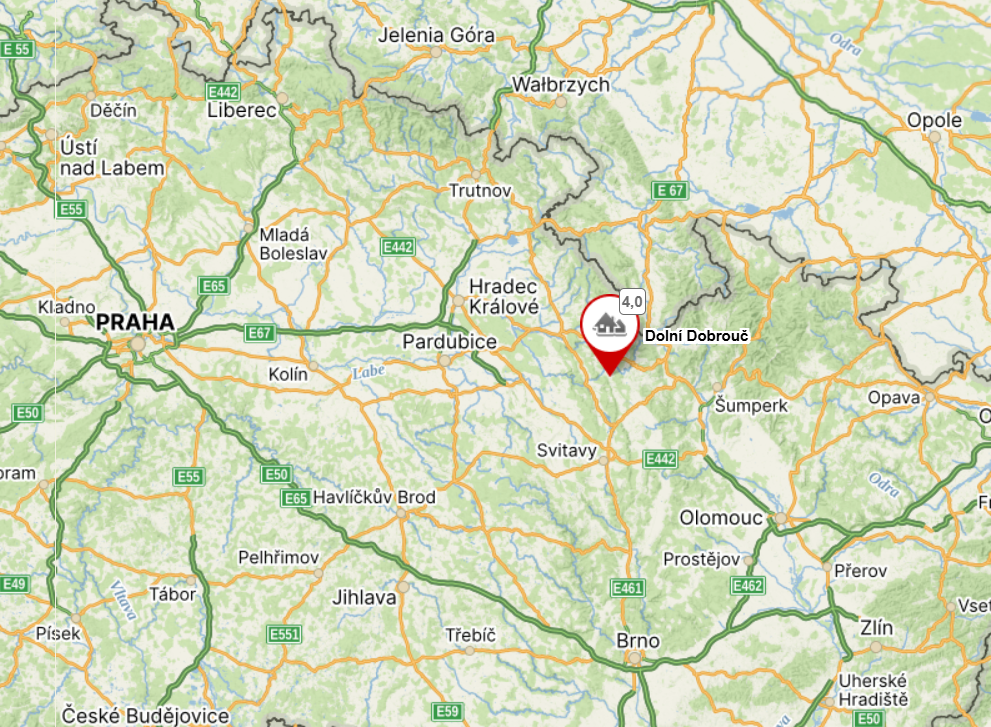 Jelenia Góra
Odra
E 55
Wałbrzych
E442
Děčín
Liberec
Opole
Ústí
nad Labem
Trutnov
E 67
E55
Mladá
Boleslav
E442
E65
Hradec
Králové
4,0
Kladno
PRAHA
E67
Dolní Dobrouč
Pardubice
Kolín
Labe
Šumperk
Opava
E50
O
Svitavy
E442
oram
E55
E50
Odra
E65
Havlíčkův Brod
Fr
Olomouc
Pelhřimov
Prostějov
Přerov
E49
Vltava
Tábor
Jihlava
E461
E462
Vset
Písek
E551
Třebíč
Brno
Zlín
Uherské
Hradiště
České Budějovice
E59
E50